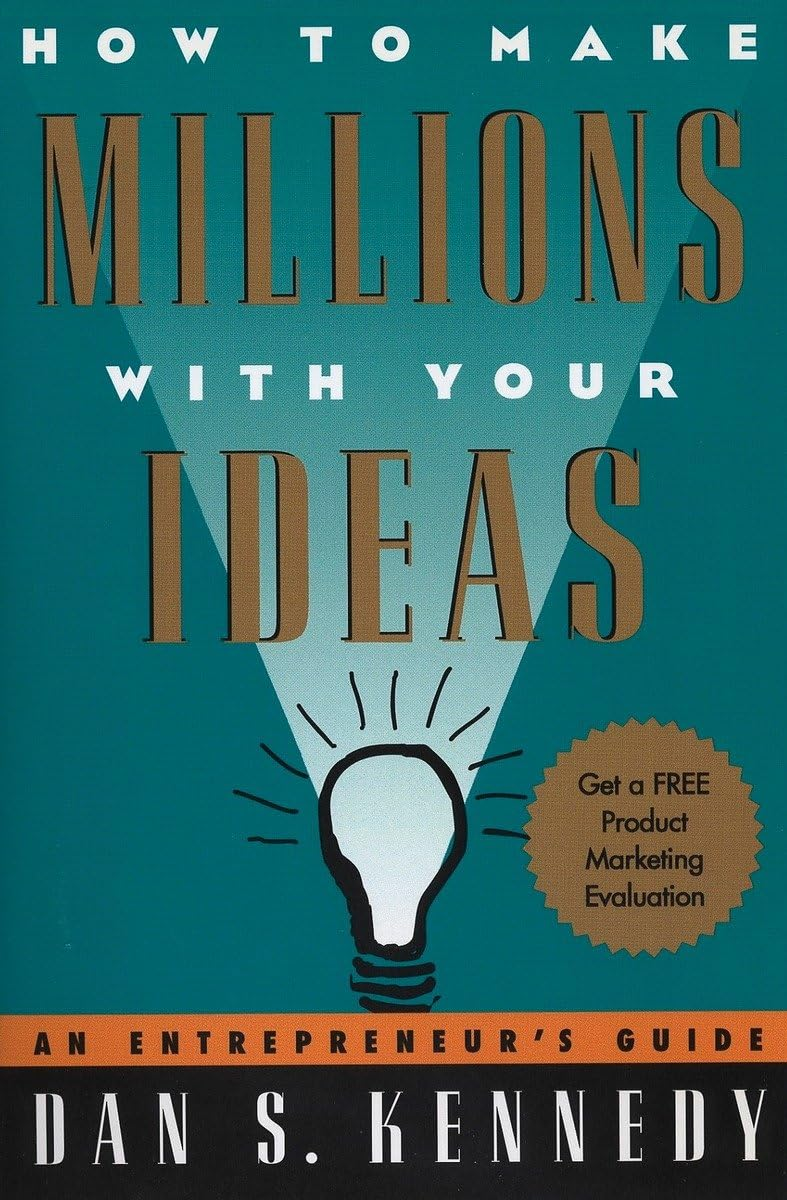 HOW TO MAKE
MILLIONS
WITH YOUR
IDEAS
Get a FREE
Product
Marketing
Evaluation
AN ENTREPRENEUR'S GUIDE
DAN S. KENNEDY